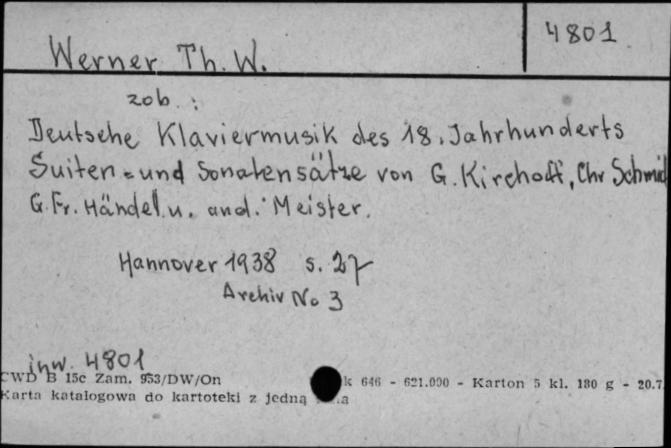 4801
Werner Th. W.
zob. :
Deutsche Klaviermusik des 18. Jahrhunderts
Suiten = und Sonatensätze von G. Kirchoff, Chr Schmid
G. Fr. Händel u. and. Meister.
Hannover 1938 s. 27
Archiv No 3
inw. 4801
CWD B 15c Zam. 953/DW/On k 646 - 621.000 - Karton 5 kl. 180 g - 20.7
Karta katalogowa do kartoteki z jedną